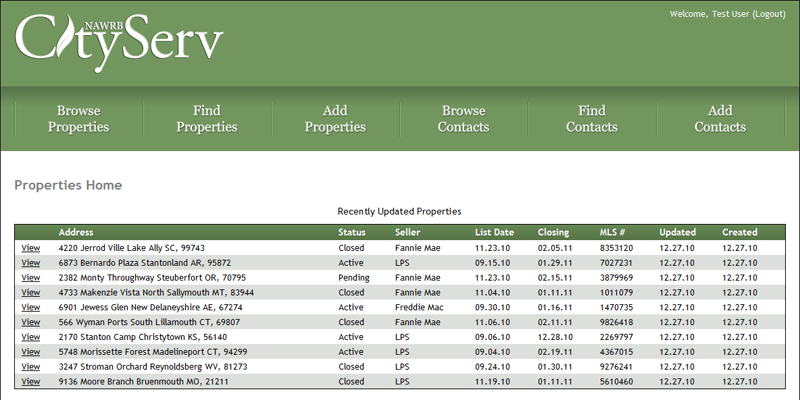 NAWRB
CityServ
Welcome, Test User (Logout)
Browse Properties
Find Properties
Add Properties
Browse Contacts
Find Contacts
Add Contacts
Properties Home
Recently Updated Properties
Address Status Seller List Date Closing MLS # Updated Created
View 4220 Jerrod Ville Lake Ally SC, 99743 Closed Fannie Mae 11.23.10 02.05.11 8353120 12.27.10 12.27.10
View 6873 Bernardo Plaza Stantonland AR, 95872 Active LPS 09.15.10 01.29.11 7027231 12.27.10 12.27.10
View 2382 Monty Throughway Steuberfort OR, 70795 Pending Fannie Mae 11.23.10 02.15.11 3879969 12.27.10 12.27.10
View 4733 Makenzie Vista North Sallymouth MT, 83944 Closed Fannie Mae 11.04.10 01.11.11 1011079 12.27.10 12.27.10
View 6901 Jewess Glen New Delaneyshire AE, 67274 Active Freddie Mac 09.30.10 01.16.11 1470735 12.27.10 12.27.10
View 566 Wyman Ports South Lillamouth CT, 69807 Closed Fannie Mae 11.06.10 02.11.11 9826418 12.27.10 12.27.10
View 2170 Stanton Camp Christytown KS, 56140 Active LPS 09.06.10 12.28.10 2269797 12.27.10 12.27.10
View 5748 Morissette Forest Madelineport CT, 94299 Active LPS 09.04.10 02.19.11 4367015 12.27.10 12.27.10
View 3247 Stroman Orchard Reynoldsberg WV, 81273 Closed LPS 09.24.10 01.30.11 9276241 12.27.10 12.27.10
View 9136 Moore Branch Bruenmouth MO, 21211 Closed LPS 11.19.10 01.11.11 5610460 12.27.10 12.27.10